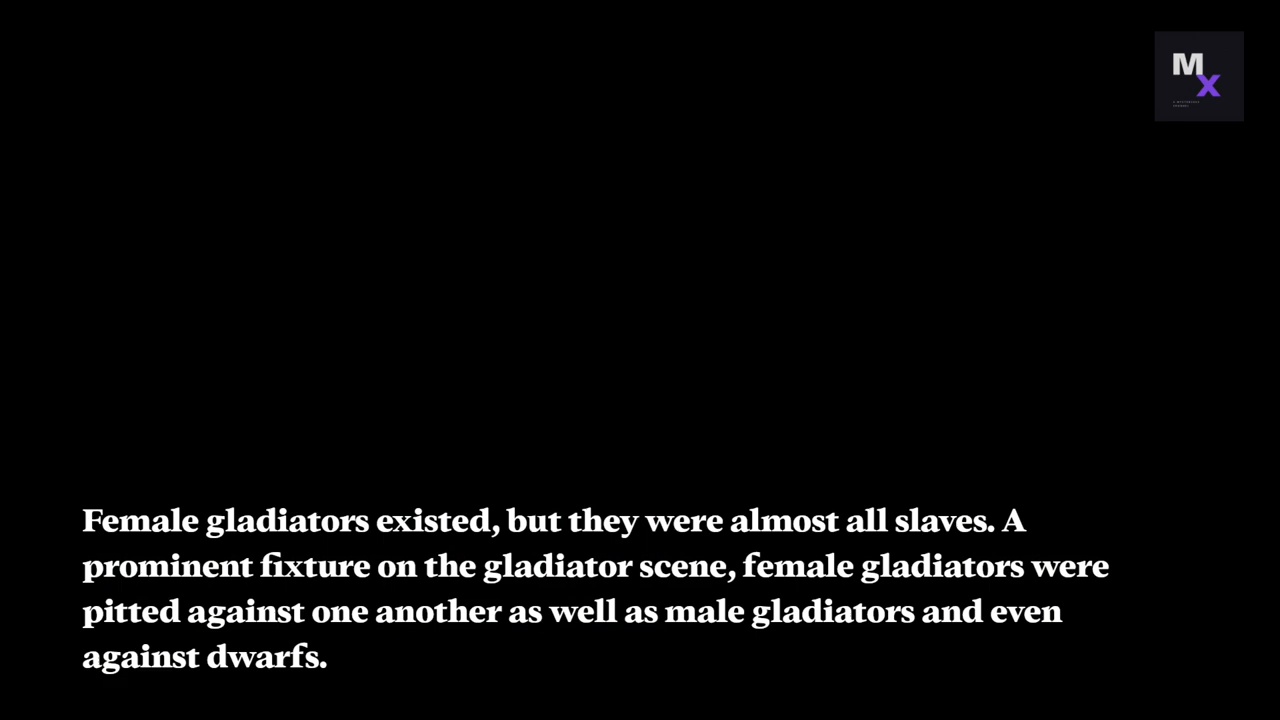 M
X
Female gladiators existed, but they were almost all slaves. A
prominent fixture on the gladiator scene, female gladiators were
pitted against one another as well as male gladiators and even
against dwarfs.